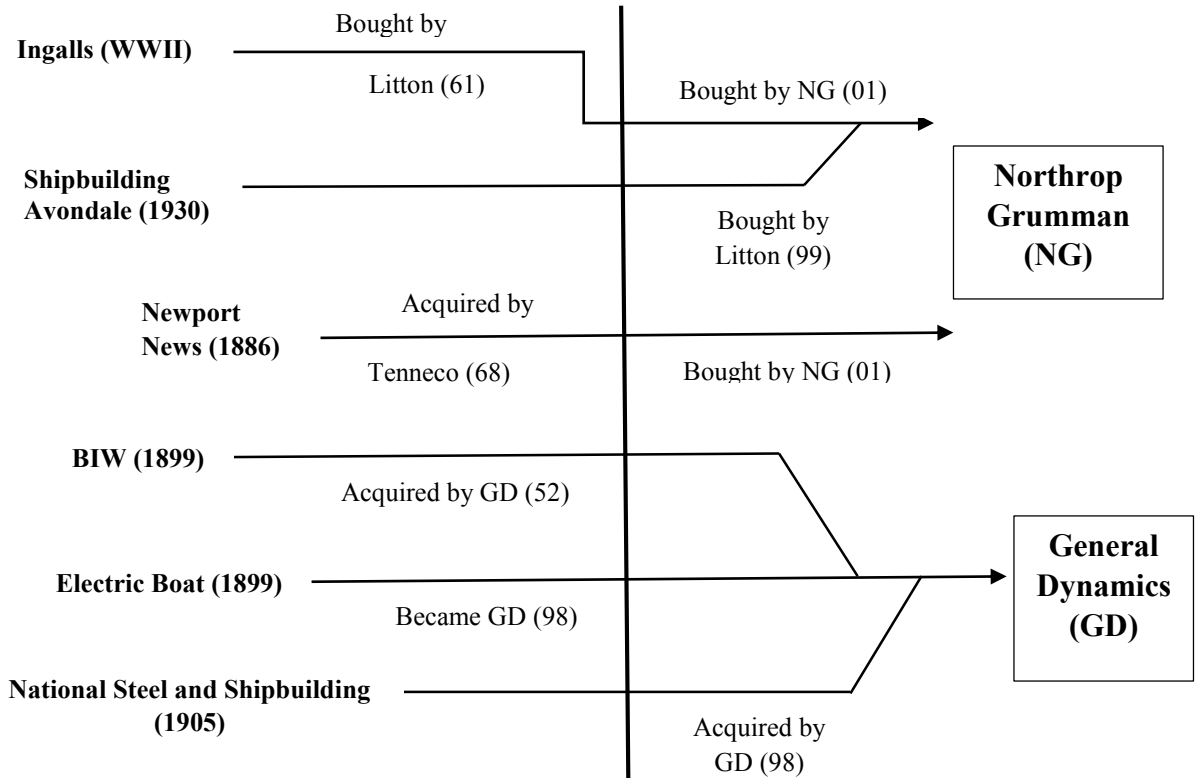 Bought by
Ingalls (WWII)
Litton (61)
Bought by NG (01)
Shipbuilding
Avondale (1930)
Northrop
Grumman
(NG)
Bought by
Litton (99)
Acquired by
Newport
News (1886)
Tenneco (68)
Bought by NG (01)
BIW (1899)
Acquired by GD (52)
General
Dynamics
(GD)
Electric Boat (1899)
Became GD (98)
National Steel and Shipbuilding
(1905)
Acquired by
GD (98)